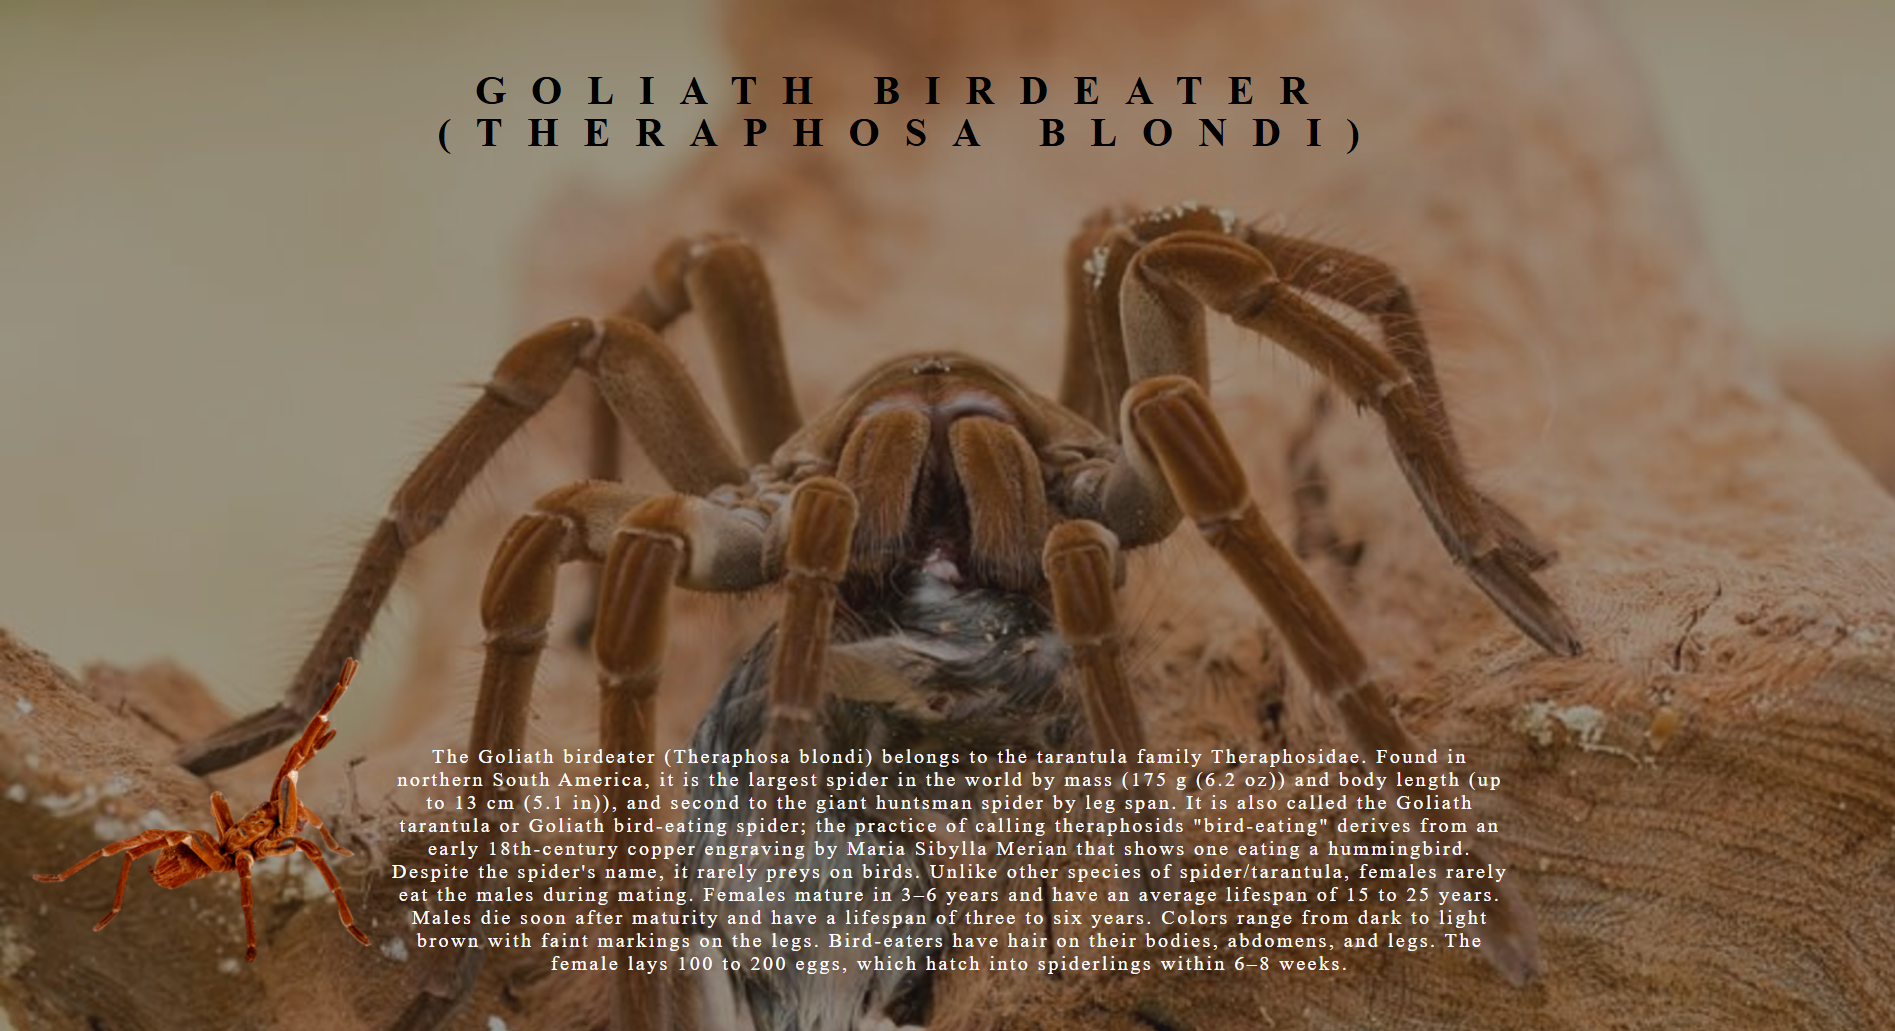 GOLIATH BIRDEATER
(THERAPHOSA BLONDI)
The Goliath birdeater (Theraphosa blondi) belongs to the tarantula family Theraphosidae. Found in
northern South America, it is the largest spider in the world by mass (175 g (6.2 oz)) and body length (up
to 13 cm (5.1 in)), and second to the giant huntsman spider by leg span. It is also called the Goliath
tarantula or Goliath bird-eating spider; the practice of calling theraphosids "bird-eating" derives from an
early 18th-century copper engraving by Maria Sibylla Merian that shows one eating a hummingbird.
Despite the spider's name, it rarely preys on birds. Unlike other species of spider/tarantula, females rarely
eat the males during mating. Females mature in 3–6 years and have an average lifespan of 15 to 25 years.
Males die soon after maturity and have a lifespan of three to six years. Colors range from dark to light
brown with faint markings on the legs. Bird-eaters have hair on their bodies, abdomens, and legs. The
female lays 100 to 200 eggs, which hatch into spiderlings within 6–8 weeks.